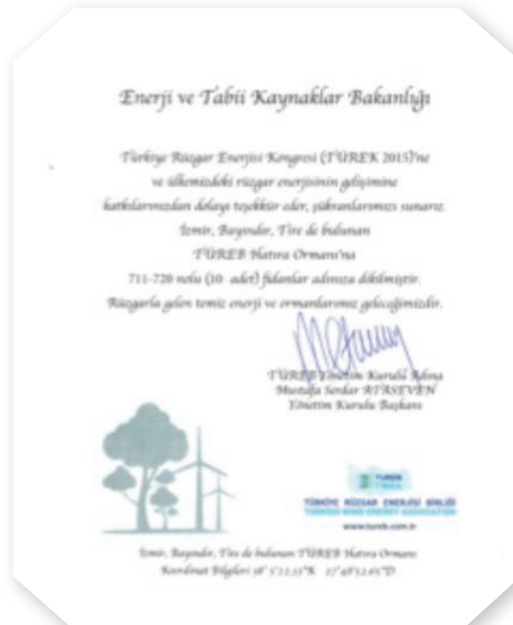 Enerji ve Tabii Kaynaklar Bakanlığı
Türkiye Rüzgar Enerjisi Kongresi (TÜREK 2015)'ne
ve ülkemizdeki rüzgar enerjisinin gelişimine
katkılarınızdan dolayı teşekkür eder, şükranlarımızı sunarız.
İzmir, Bayındır, Tire de bulunan
TÜREB Hatıra Ormanı'na
711-720 nolu (10 adet) fidanlar adınıza dikilmiştir.
Rüzgarla gelen temiz enerji ve ormanlarımız geleceğimizdir.
TÜREB Yönetim Kurulu Adına
Mustafa Serdar ATASEVEN
Yönetim Kurulu Başkanı
TUREB
TÜRKİYE RÜZGAR ENERJİSİ BİRLİĞİ
TURKISH WIND ENERGY ASSOCIATION
www.tureb.com.tr
İzmir, Bayındır, Tire de bulunan TÜREB Hatıra Ormanı
Koordinat Bilgileri 38°